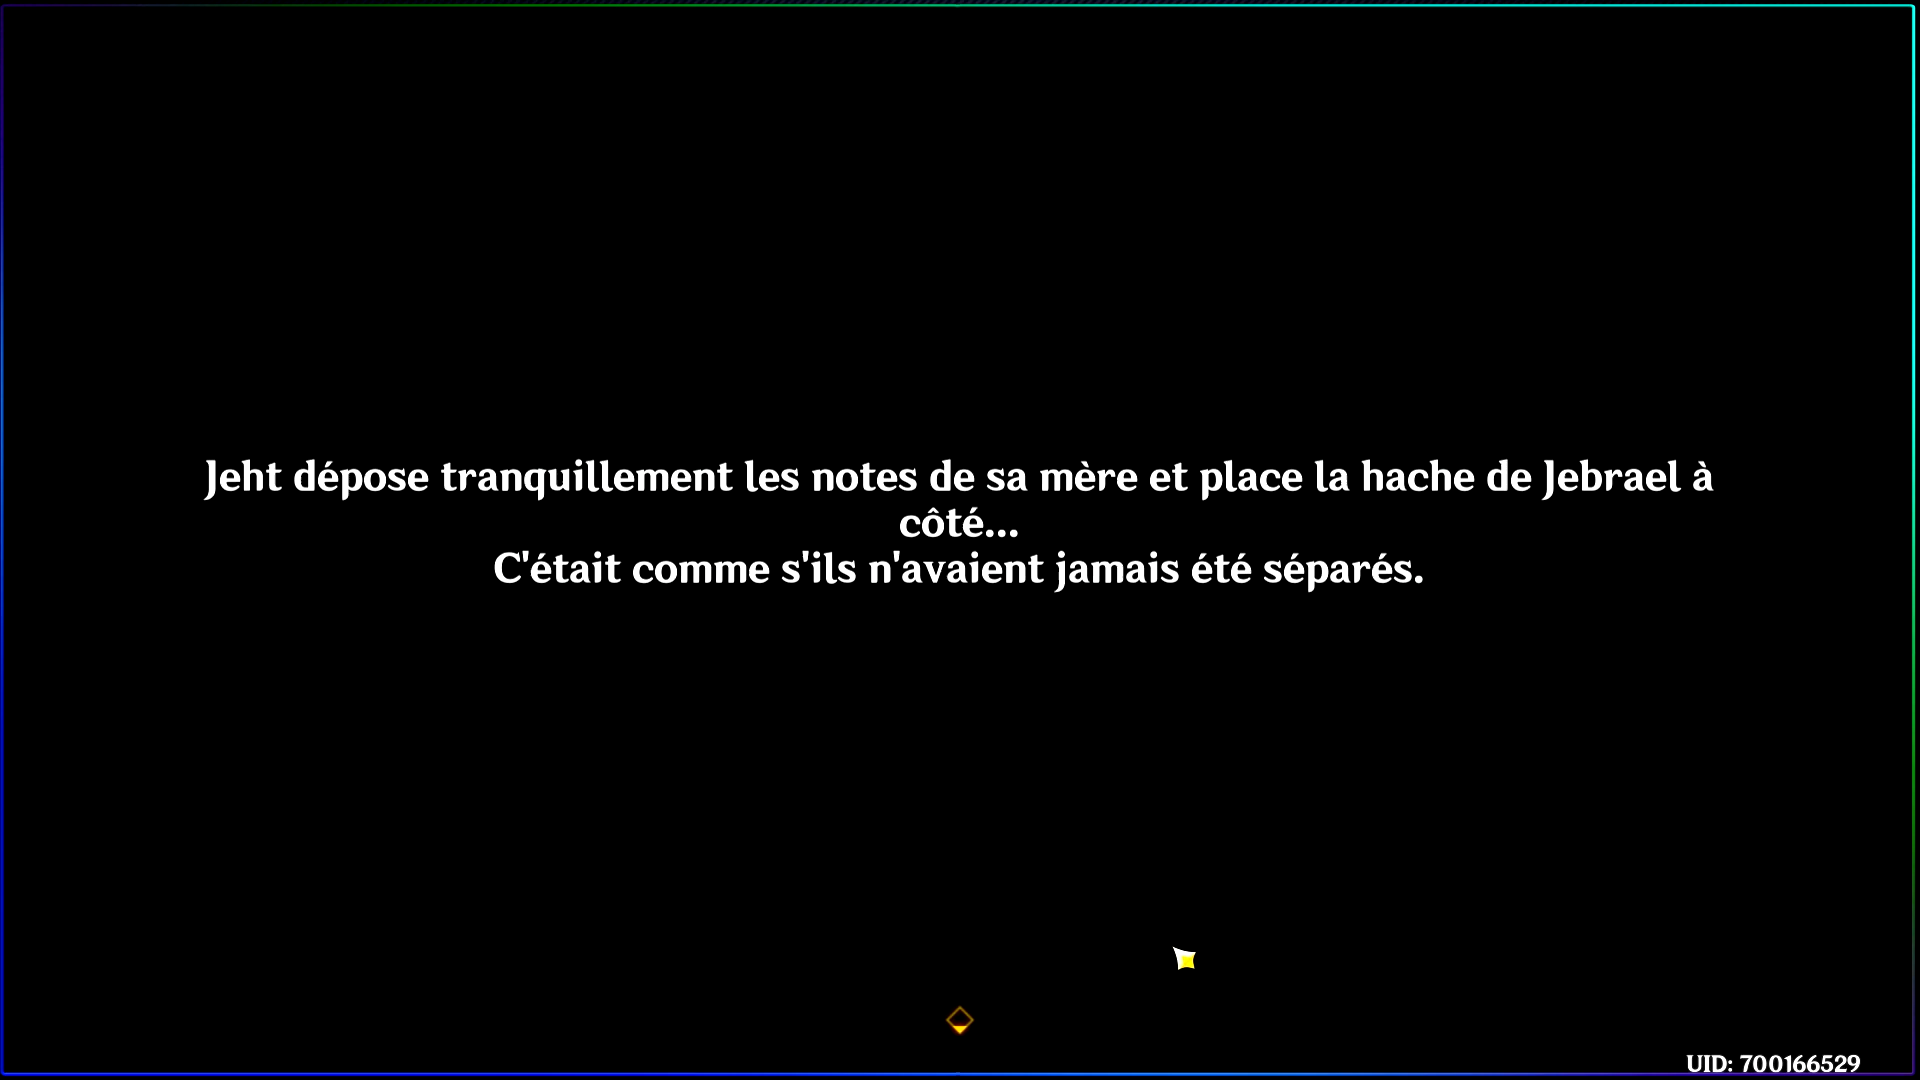 Jeht dépose tranquillement les notes de sa mère et place la hache de Jebrael à
côté...
C'était comme s'ils n'avaient jamais été séparés.
UID: 700166529